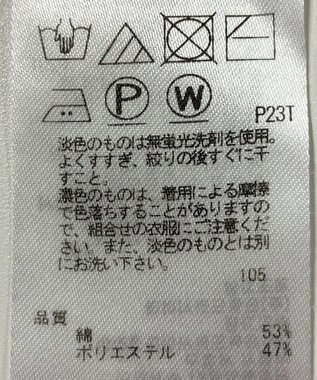 P W
P23T
淡色のものは無蛍光洗剤を使用。
よくすすぎ、絞りの後すぐに干
すこと。
濃色のものは、着用による摩擦
で色落ちすることがありますの
で、組合せの衣服にご注意くだ
さい。また、淡色のものとは別
にお洗い下さい。
105
品質
綿 53%
ポリエステル 47%